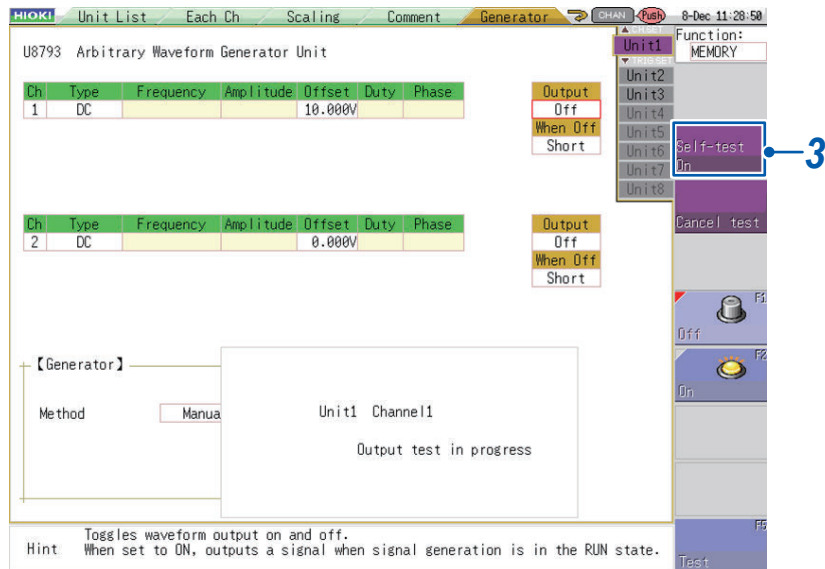 HIOKI Unit List Each Ch Scaling Comment Generator CHAN Push 8-Dec 11:28:50
▲CH.SET Function:
Unit1 MEMORY
▼TRIG.SET
U8793 Arbitrary Waveform Generator Unit
Unit2
Unit3
Unit4
Unit5
Unit6
Unit7
Unit8
Ch Type Frequency Amplitude Offset Duty Phase Output
1 DC 10.000V Off
When Off
Short
Self-test
On
3
Cancel test
Ch Type Frequency Amplitude Offset Duty Phase Output
2 DC 0.000V Off
When Off
Short
F1
Off
F2
On
【Generator】
Method Manua
Unit1 Channel1
Output test in progress
F5
Test
Hint Toggles waveform output on and off.
When set to ON, outputs a signal when signal generation is in the RUN state.